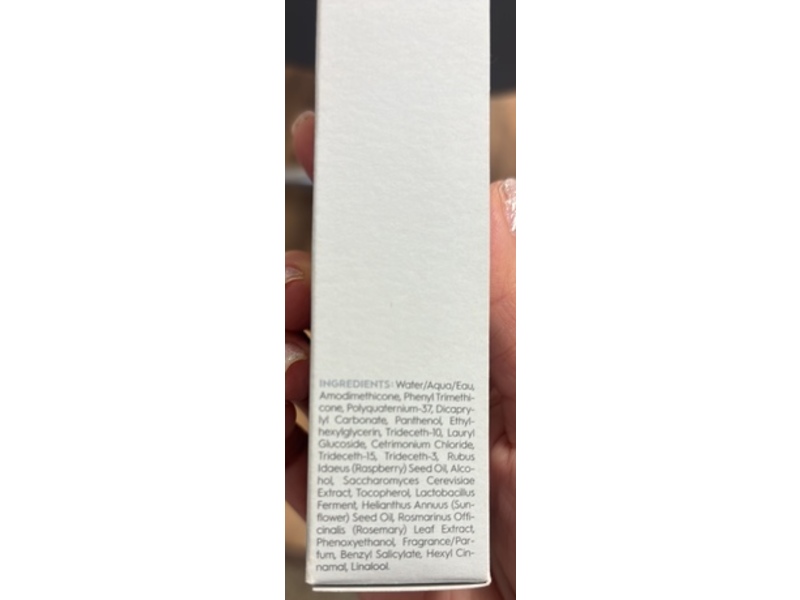 INGREDIENTS: Water/Aqua/Eau,
Amodimethicone, Phenyl Trimethi-
cone, Polyquaternium-37, Dicapry-
lyl Carbonate, Panthenol, Ethyl-
hexylglycerin, Trideceth-10, Lauryl
Glucoside, Cetrimonium Chloride,
Trideceth-15, Trideceth-3, Rubus
Idaeus (Raspberry) Seed Oil, Alco-
hol, Saccharomyces Cerevisiae
Extract, Tocopherol, Lactobacillus
Ferment, Helianthus Annuus (Sun-
flower) Seed Oil, Rosmarinus Offi-
cinalis (Rosemary) Leaf Extract,
Phenoxyethanol, Fragrance/Par-
fum, Benzyl Salicylate, Hexyl Cin-
namal, Linalool.